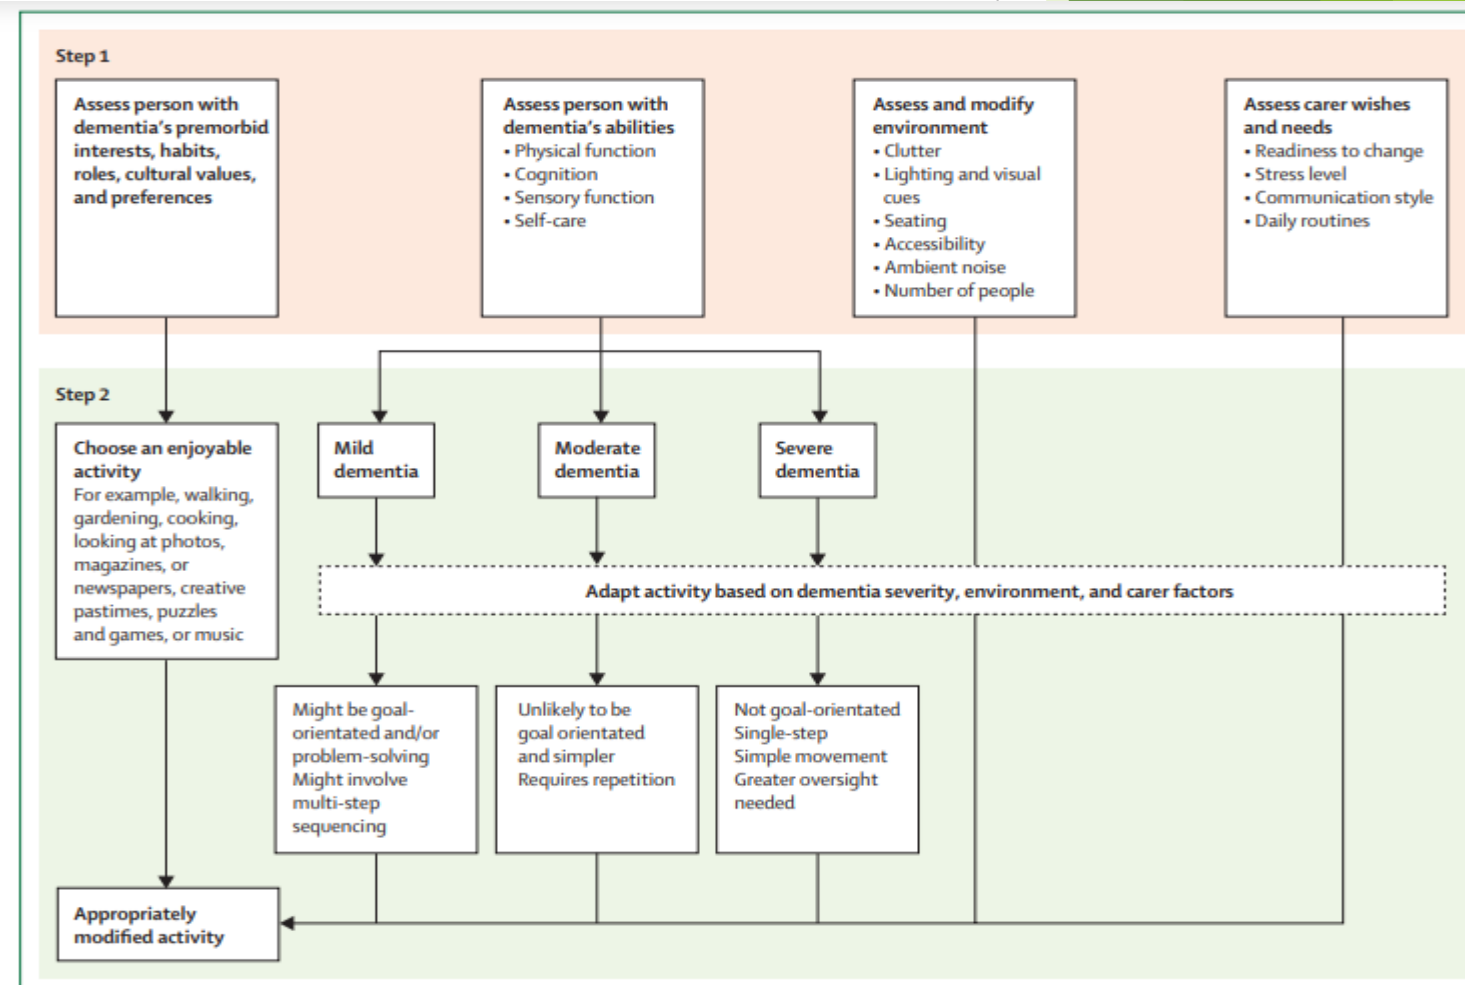 Step 1
Assess person with
dementia's premorbid
interests, habits,
roles, cultural values,
and preferences
Assess person with
dementia's abilities
• Physical function
• Cognition
• Sensory function
• Self-care
Assess and modify
environment
• Clutter
• Lighting and visual
cues
• Seating
• Accessibility
• Ambient noise
• Number of people
Assess carer wishes
and needs
• Readiness to change
• Stress level
• Communication style
• Daily routines
Step 2
Choose an enjoyable
activity
For example, walking,
gardening, cooking,
looking at photos,
magazines, or
newspapers, creative
pastimes, puzzles
and games, or music
Mild
dementia
Moderate
dementia
Severe
dementia
Adapt activity based on dementia severity, environment, and carer factors
Might be goal-
orientated and/or
problem-solving
Might involve
multi-step
sequencing
Unlikely to be
goal orientated
and simpler
Requires repetition
Not goal-orientated
Single-step
Simple movement
Greater oversight
needed
Appropriately
modified activity